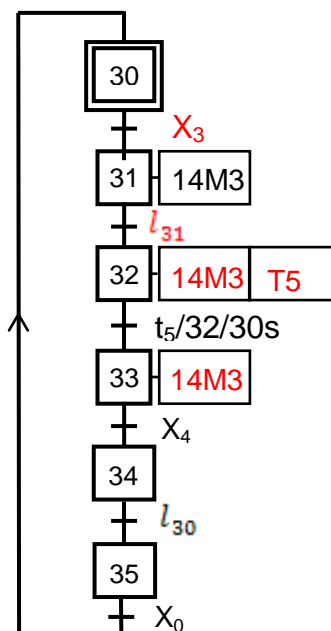 30
X₃
31 14M3
l₃₁
32 14M3 T5
t₅/32/30s
33 14M3
X₄
34
l₃₀
35
X₀